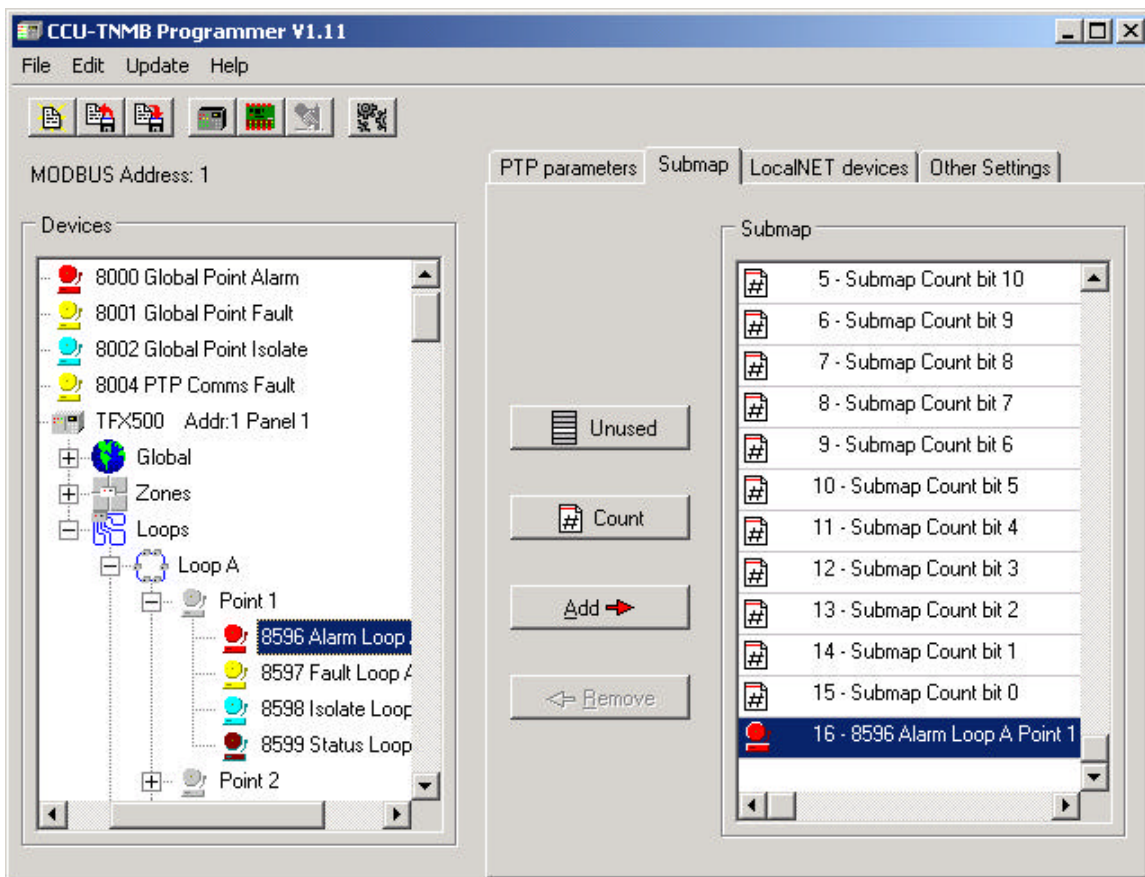 CCU-TNMB Programmer V1.11
File Edit Update Help
MODBUS Address: 1
PTP parameters Submap LocalNET devices Other Settings
Devices
8000 Global Point Alarm
8001 Global Point Fault
8002 Global Point Isolate
8004 PTP Comms Fault
TFX500 Addr:1 Panel 1
Global
Zones
Loops
Loop A
Point 1
8596 Alarm Loop
8597 Fault Loop A
8598 Isolate Loop
8599 Status Loop
Point 2
Unused
Count
Add
Remove
Submap
5 - Submap Count bit 10
6 - Submap Count bit 9
7 - Submap Count bit 8
8 - Submap Count bit 7
9 - Submap Count bit 6
10 - Submap Count bit 5
11 - Submap Count bit 4
12 - Submap Count bit 3
13 - Submap Count bit 2
14 - Submap Count bit 1
15 - Submap Count bit 0
16 - 8596 Alarm Loop A Point 1